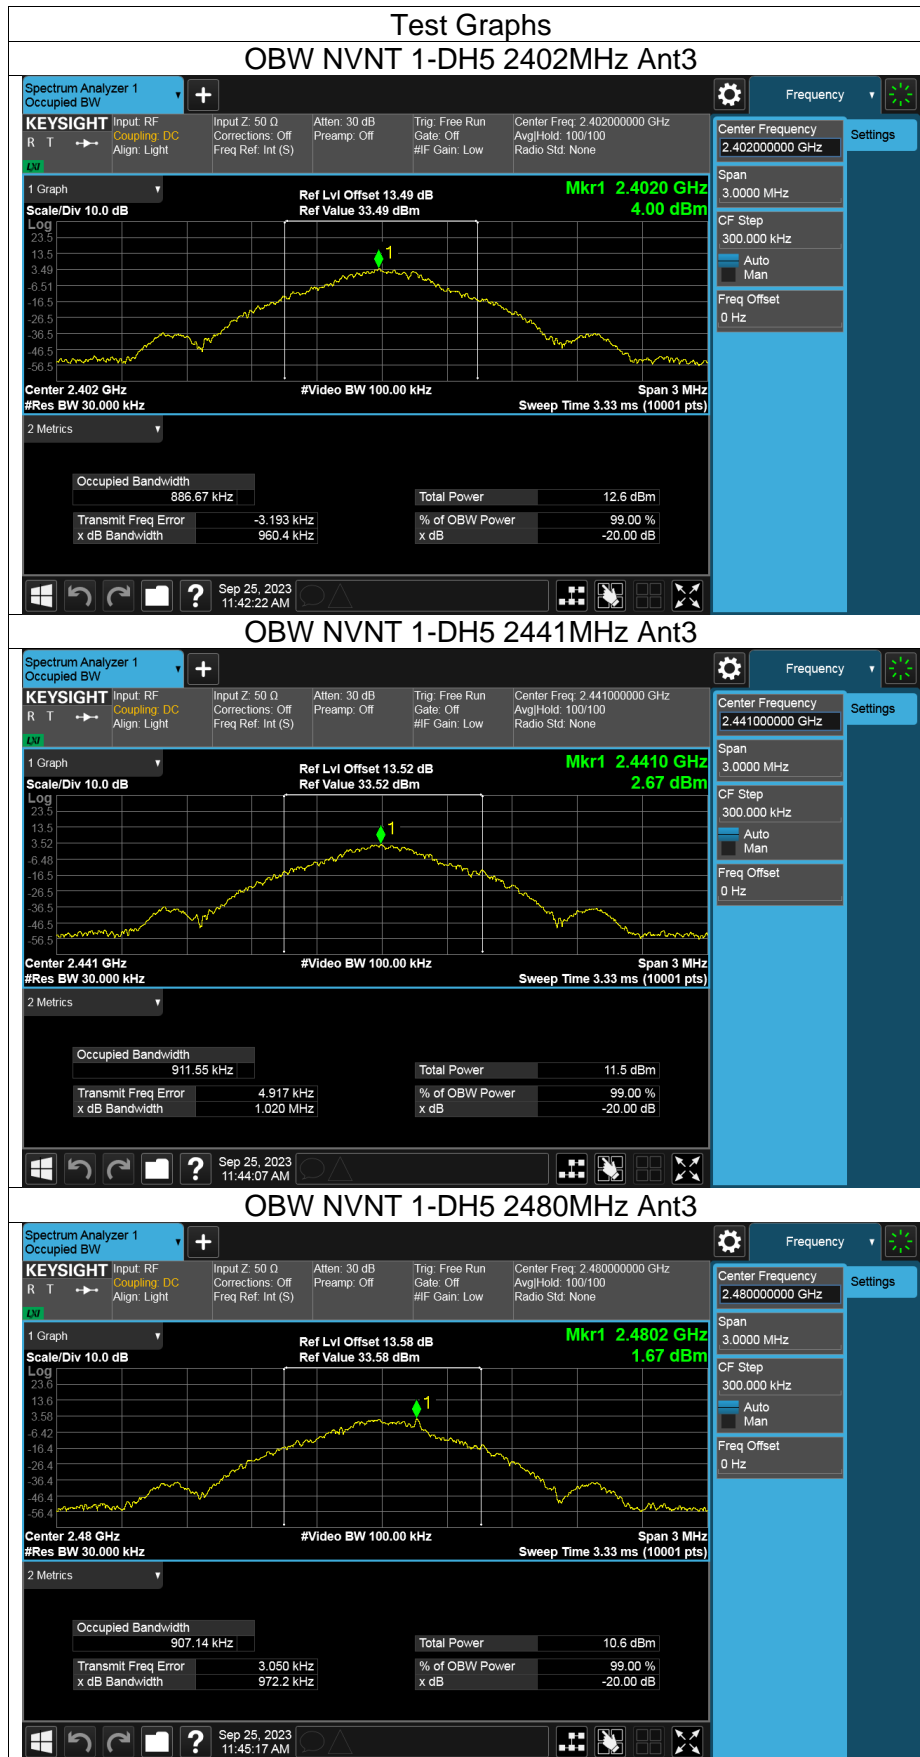 Test Graphs
OBW NVNT 1-DH5 2402MHz Ant3
Spectrum Analyzer 1
Occupied BW
+
Frequency
KEYSIGHT
R T
LXI
Input: RF
Coupling: DC
Align: Light
Input Z: 50 Ω
Corrections: Off
Freq Ref: Int (S)
Atten: 30 dB
Preamp: Off
Trig: Free Run
Gate: Off
#IF Gain: Low
Center Freq: 2.402000000 GHz
Avg|Hold: 100/100
Radio Std: None
Center Frequency
2.402000000 GHz
Settings
Span
3.0000 MHz
CF Step
300.000 kHz
Auto
Man
Freq Offset
0 Hz
1 Graph
Scale/Div 10.0 dB
Ref Lvl Offset 13.49 dB
Ref Value 33.49 dBm
Mkr1 2.4020 GHz
4.00 dBm
Log
23.5
13.5
3.49
-6.51
-16.5
-26.5
-36.5
-46.5
-56.5
1
Center 2.402 GHz
#Res BW 30.000 kHz
#Video BW 100.00 kHz
Span 3 MHz
Sweep Time 3.33 ms (10001 pts)
2 Metrics
Occupied Bandwidth
886.67 kHz
Total Power 12.6 dBm
Transmit Freq Error -3.193 kHz
% of OBW Power 99.00 %
x dB Bandwidth 960.4 kHz
x dB -20.00 dB
?
Sep 25, 2023
11:42:22 AM
OBW NVNT 1-DH5 2441MHz Ant3
Spectrum Analyzer 1
Occupied BW
+
Frequency
KEYSIGHT
R T
LXI
Input: RF
Coupling: DC
Align: Light
Input Z: 50 Ω
Corrections: Off
Freq Ref: Int (S)
Atten: 30 dB
Preamp: Off
Trig: Free Run
Gate: Off
#IF Gain: Low
Center Freq: 2.441000000 GHz
Avg|Hold: 100/100
Radio Std: None
Center Frequency
2.441000000 GHz
Settings
Span
3.0000 MHz
CF Step
300.000 kHz
Auto
Man
Freq Offset
0 Hz
1 Graph
Scale/Div 10.0 dB
Ref Lvl Offset 13.52 dB
Ref Value 33.52 dBm
Mkr1 2.4410 GHz
2.67 dBm
Log
23.5
13.5
3.52
-6.48
-16.5
-26.5
-36.5
-46.5
-56.5
1
Center 2.441 GHz
#Res BW 30.000 kHz
#Video BW 100.00 kHz
Span 3 MHz
Sweep Time 3.33 ms (10001 pts)
2 Metrics
Occupied Bandwidth
911.55 kHz
Total Power 11.5 dBm
Transmit Freq Error 4.917 kHz
% of OBW Power 99.00 %
x dB Bandwidth 1.020 MHz
x dB -20.00 dB
?
Sep 25, 2023
11:44:07 AM
OBW NVNT 1-DH5 2480MHz Ant3
Spectrum Analyzer 1
Occupied BW
+
Frequency
KEYSIGHT
R T
LXI
Input: RF
Coupling: DC
Align: Light
Input Z: 50 Ω
Corrections: Off
Freq Ref: Int (S)
Atten: 30 dB
Preamp: Off
Trig: Free Run
Gate: Off
#IF Gain: Low
Center Freq: 2.480000000 GHz
Avg|Hold: 100/100
Radio Std: None
Center Frequency
2.480000000 GHz
Settings
Span
3.0000 MHz
CF Step
300.000 kHz
Auto
Man
Freq Offset
0 Hz
1 Graph
Scale/Div 10.0 dB
Ref Lvl Offset 13.58 dB
Ref Value 33.58 dBm
Mkr1 2.4802 GHz
1.67 dBm
Log
23.6
13.6
3.58
-6.42
-16.4
-26.4
-36.4
-46.4
-56.4
1
Center 2.48 GHz
#Res BW 30.000 kHz
#Video BW 100.00 kHz
Span 3 MHz
Sweep Time 3.33 ms (10001 pts)
2 Metrics
Occupied Bandwidth
907.14 kHz
Total Power 10.6 dBm
Transmit Freq Error 3.050 kHz
% of OBW Power 99.00 %
x dB Bandwidth 972.2 kHz
x dB -20.00 dB
?
Sep 25, 2023
11:45:17 AM